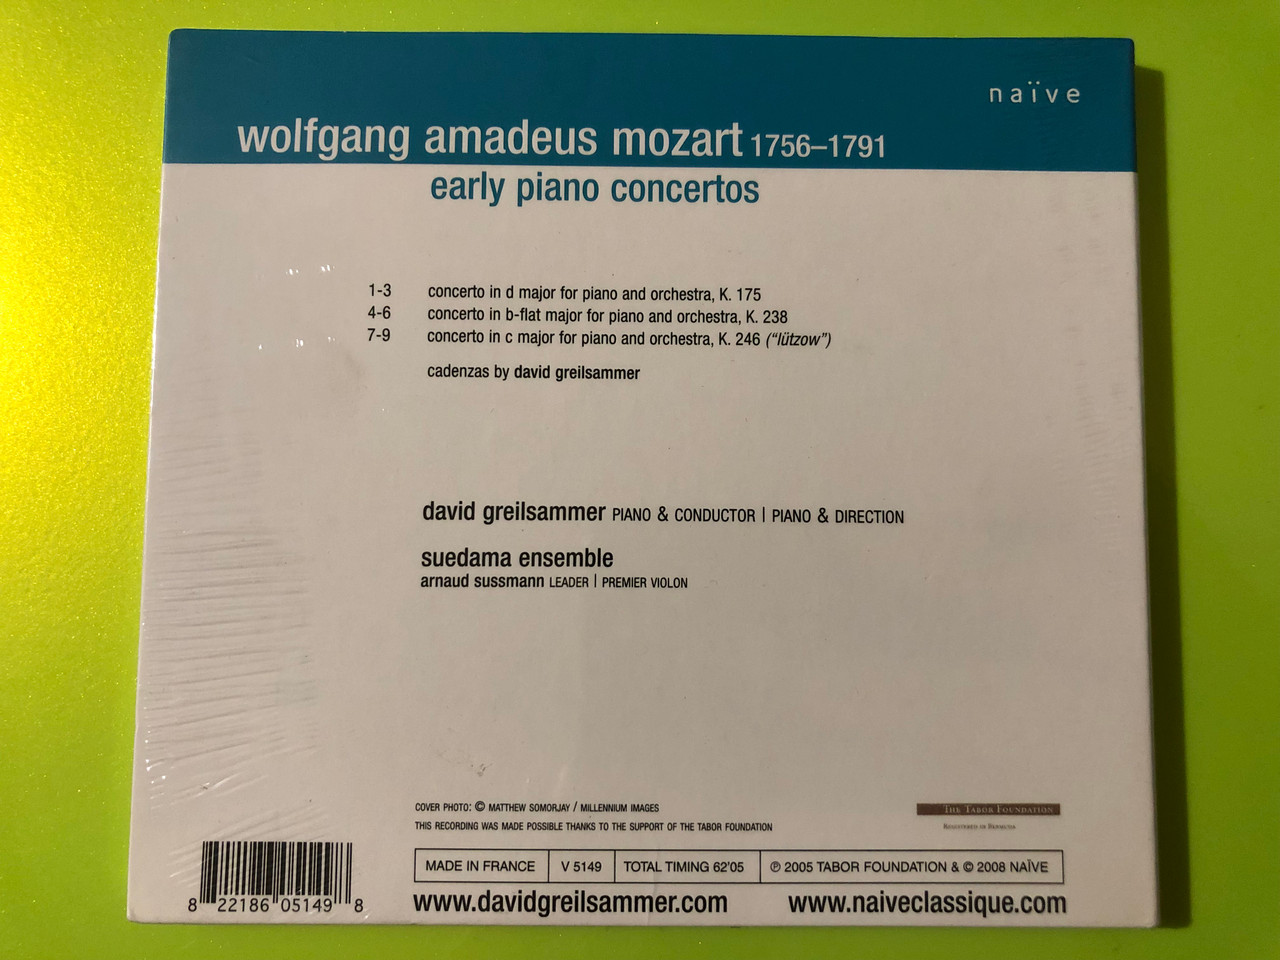 naïve
wolfgang amadeus mozart 1756–1791
early piano concertos
1-3 concerto in d major for piano and orchestra, K. 175
4-6 concerto in b-flat major for piano and orchestra, K. 238
7-9 concerto in c major for piano and orchestra, K. 246 (“lützow”)
cadenzas by david greilsammer
david greilsammer PIANO & CONDUCTOR | PIANO & DIRECTION
suedama ensemble
arnaud sussmann LEADER | PREMIER VIOLON
COVER PHOTO: © MATTHEW SOMORJAY / MILLENNIUM IMAGES
THIS RECORDING WAS MADE POSSIBLE THANKS TO THE SUPPORT OF THE TABOR FOUNDATION
THE TABOR FOUNDATION
REGISTERED IN BERMUDA
MADE IN FRANCE V 5149 TOTAL TIMING 62'05 ℗ 2005 TABOR FOUNDATION & © 2008 NAÏVE
8 22186 05149 8
www.davidgreilsammer.com www.naiveclassique.com